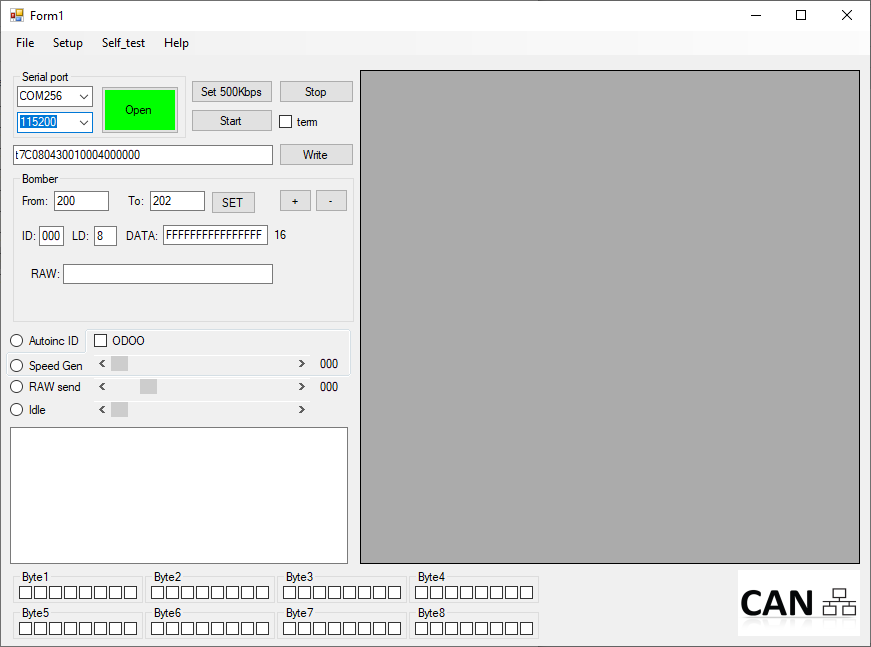 Form1
File Setup Self_test Help
Serial port
COM256
115200
Open
Set 500Kbps
Stop
Start
term
t7C080430010004000000
Write
Bomber
From: 200 To: 202 SET + -
ID: 000 LD: 8 DATA: FFFFFFFFFFFFFFFF 16
RAW:
Autoinc ID ODOO
Speed Gen 000
RAW send 000
Idle
Byte1 Byte2 Byte3 Byte4
Byte5 Byte6 Byte7 Byte8
CAN